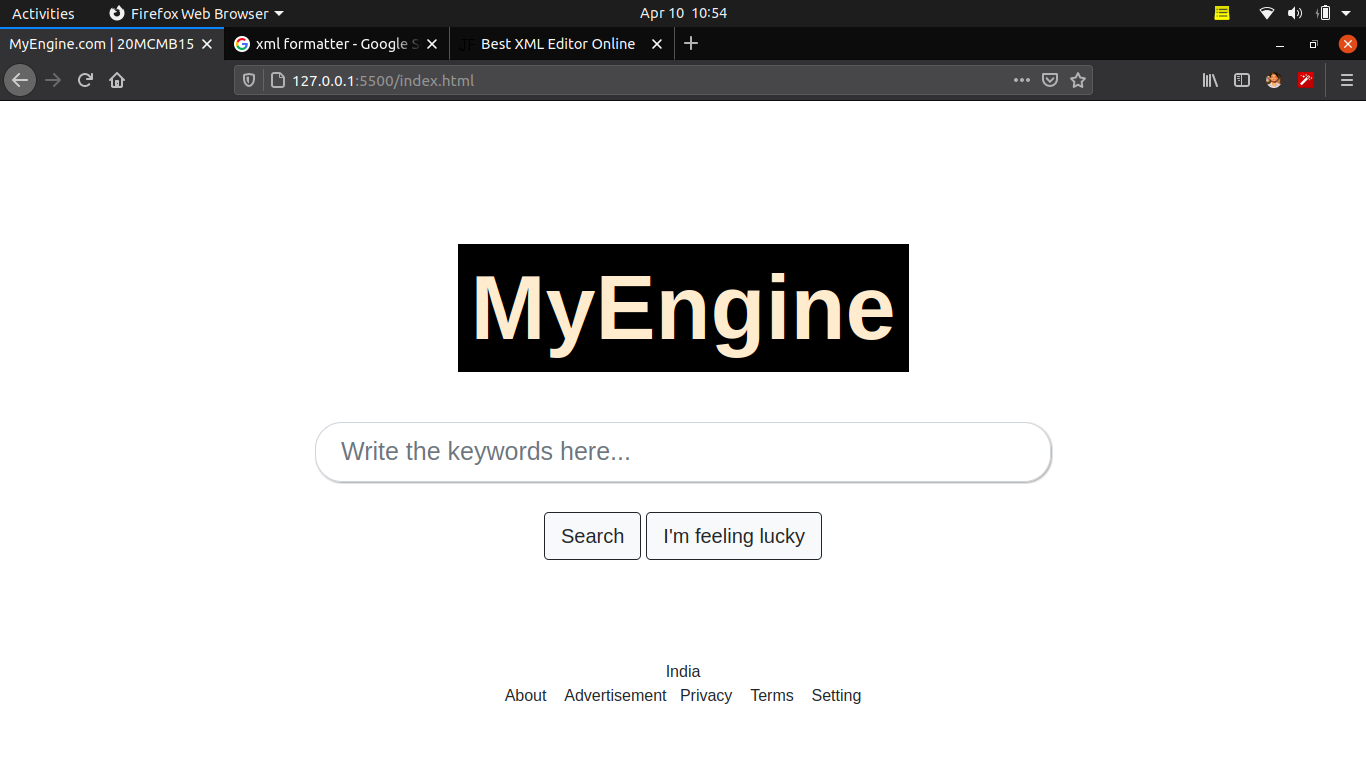 Activities Firefox Web Browser Apr 10 10:54
MyEngine.com | 20MCMB15 xml formatter - Google S Best XML Editor Online
127.0.0.1:5500/index.html
MyEngine
Write the keywords here...
Search I'm feeling lucky
India
About Advertisement Privacy Terms Setting